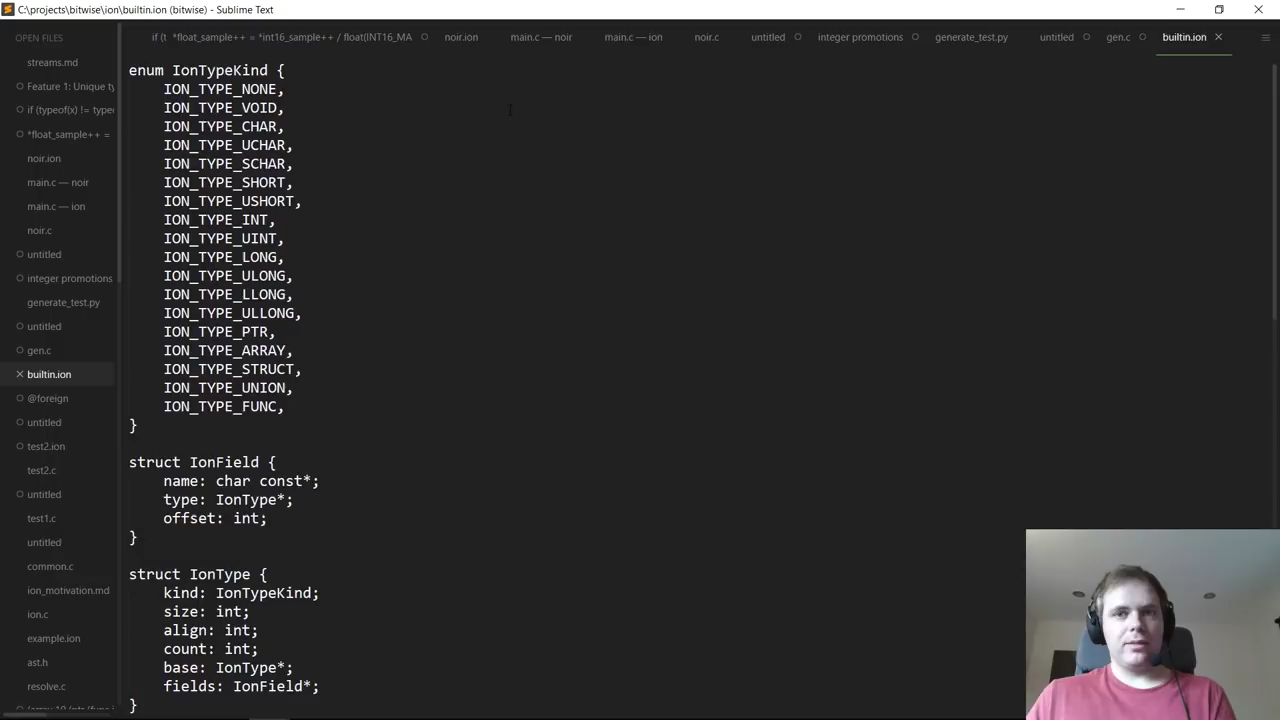 C:\projects\bitwise\ion\builtin.ion (bitwise) - Sublime Text
OPEN FILES
streams.md
Feature 1: Unique ty
if (typeof(x) != type
*float_sample++ =
noir.ion
main.c — noir
main.c — ion
noir.c
untitled
integer promotions
generate_test.py
untitled
gen.c
builtin.ion
@foreign
untitled
test2.ion
test2.c
untitled
test1.c
untitled
common.c
ion_motivation.md
ion.c
example.ion
ast.h
resolve.c
if (t *float_sample++ = *int16_sample++ / float(INT16_MA
noir.ion
main.c — noir
main.c — ion
noir.c
untitled
integer promotions
generate_test.py
untitled
gen.c
builtin.ion
enum IonTypeKind {
ION_TYPE_NONE,
ION_TYPE_VOID,
ION_TYPE_CHAR,
ION_TYPE_UCHAR,
ION_TYPE_SCHAR,
ION_TYPE_SHORT,
ION_TYPE_USHORT,
ION_TYPE_INT,
ION_TYPE_UINT,
ION_TYPE_LONG,
ION_TYPE_ULONG,
ION_TYPE_LLONG,
ION_TYPE_ULLONG,
ION_TYPE_PTR,
ION_TYPE_ARRAY,
ION_TYPE_STRUCT,
ION_TYPE_UNION,
ION_TYPE_FUNC,
}
struct IonField {
name: char const*;
type: IonType*;
offset: int;
}
struct IonType {
kind: IonTypeKind;
size: int;
align: int;
count: int;
base: IonType*;
fields: IonField*;
}